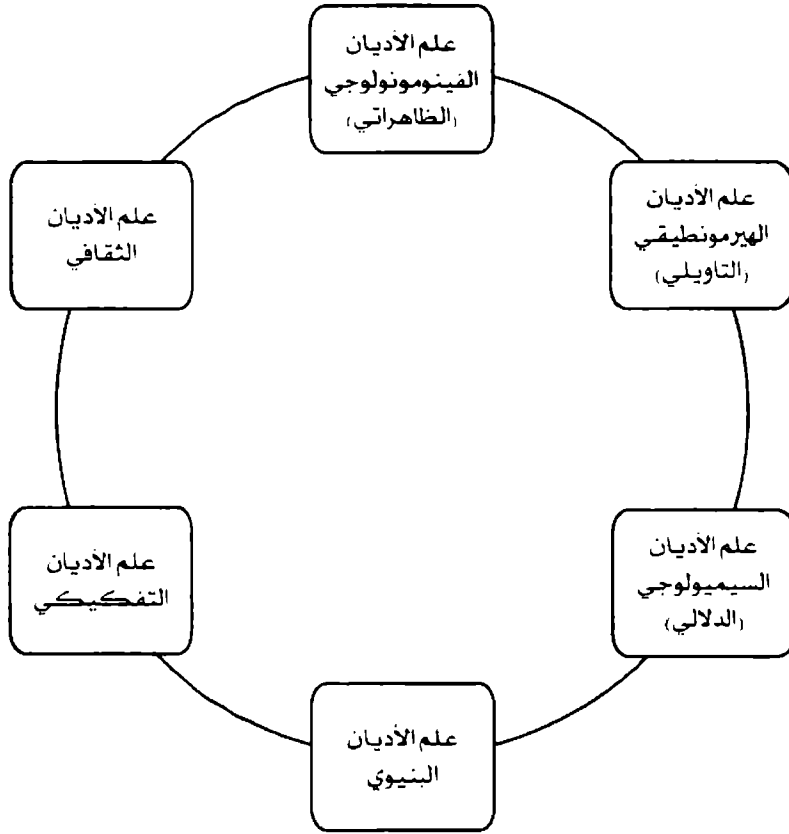 علم الأديان
الفينومونولوجي
(الظاهراتي)
علم الأديان
الهيرمونطيقي
(التاويلي)
علم الأديان
السيميولوجي
(الدلالي)
علم الأديان
البنيوي
علم الأديان
التفكيكي
علم الأديان
الثقافي